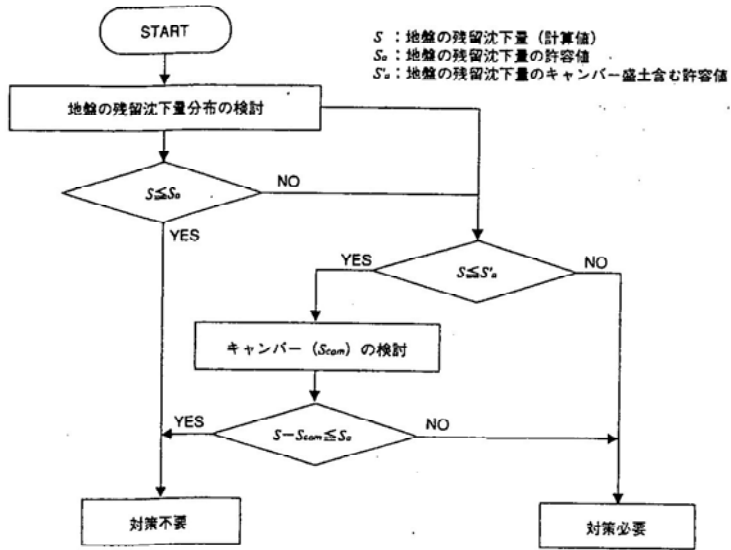 START
S：地盤の残留沈下量（計算値）
Sa：地盤の残留沈下量の許容値
S'a：地盤の残留沈下量のキャンバー盛土含む許容値
地盤の残留沈下量分布の検討
S≦Sa
NO
YES
S≦S'a
YES
NO
キャンバー（Scam）の検討
S－Scam≦Sa
YES
NO
対策不要
対策必要